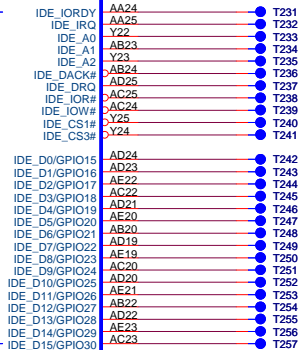 IDE_IORDY AA24 T231
IDE_IRQ AA25 T232
IDE_A0 Y22 T233
IDE_A1 AB23 T234
IDE_A2 Y23 T235
IDE_DACK# AB24 T236
IDE_DRQ AD25 T237
IDE_IOR# AC25 T238
IDE_IOW# AC24 T239
IDE_CS1# Y25 T240
IDE_CS3# Y24 T241
IDE_D0/GPIO15 AD24 T242
IDE_D1/GPIO16 AD23 T243
IDE_D2/GPIO17 AE22 T244
IDE_D3/GPIO18 AC22 T245
IDE_D4/GPIO19 AD21 T246
IDE_D5/GPIO20 AE20 T247
IDE_D6/GPIO21 AB20 T248
IDE_D7/GPIO22 AD19 T249
IDE_D8/GPIO23 AE19 T250
IDE_D9/GPIO24 AC20 T251
IDE_D10/GPIO25 AD20 T252
IDE_D11/GPIO26 AE21 T253
IDE_D12/GPIO27 AB22 T254
IDE_D13/GPIO28 AD22 T255
IDE_D14/GPIO29 AE23 T256
IDE_D15/GPIO30 AC23 T257